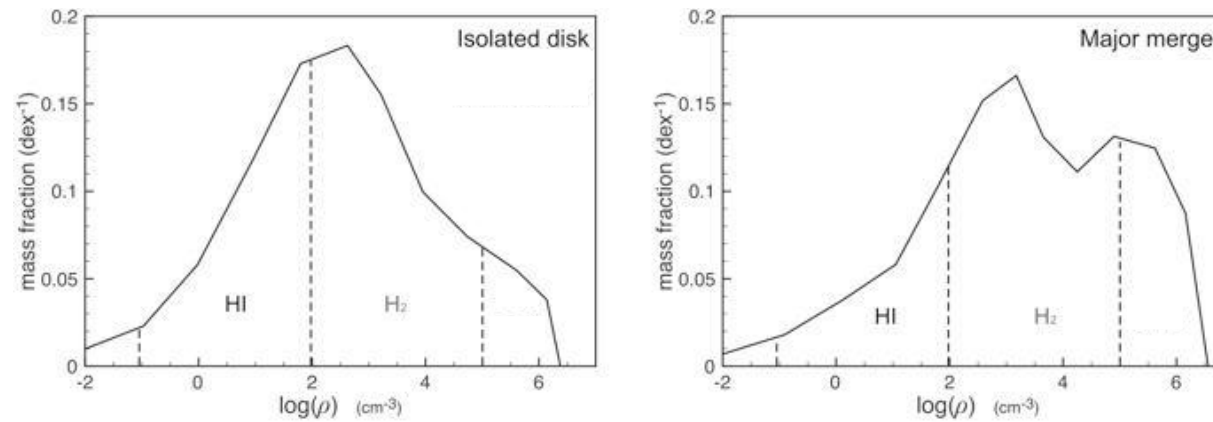 Isolated disk
mass fraction (dex⁻¹)
0.2
0.15
0.1
0.05
0
HI
H₂
-2
0
2
4
6
log(ρ) (cm⁻³)
Major merge
mass fraction (dex⁻¹)
0.2
0.15
0.1
0.05
0
HI
H₂
-2
0
2
4
6
log(ρ) (cm⁻³)